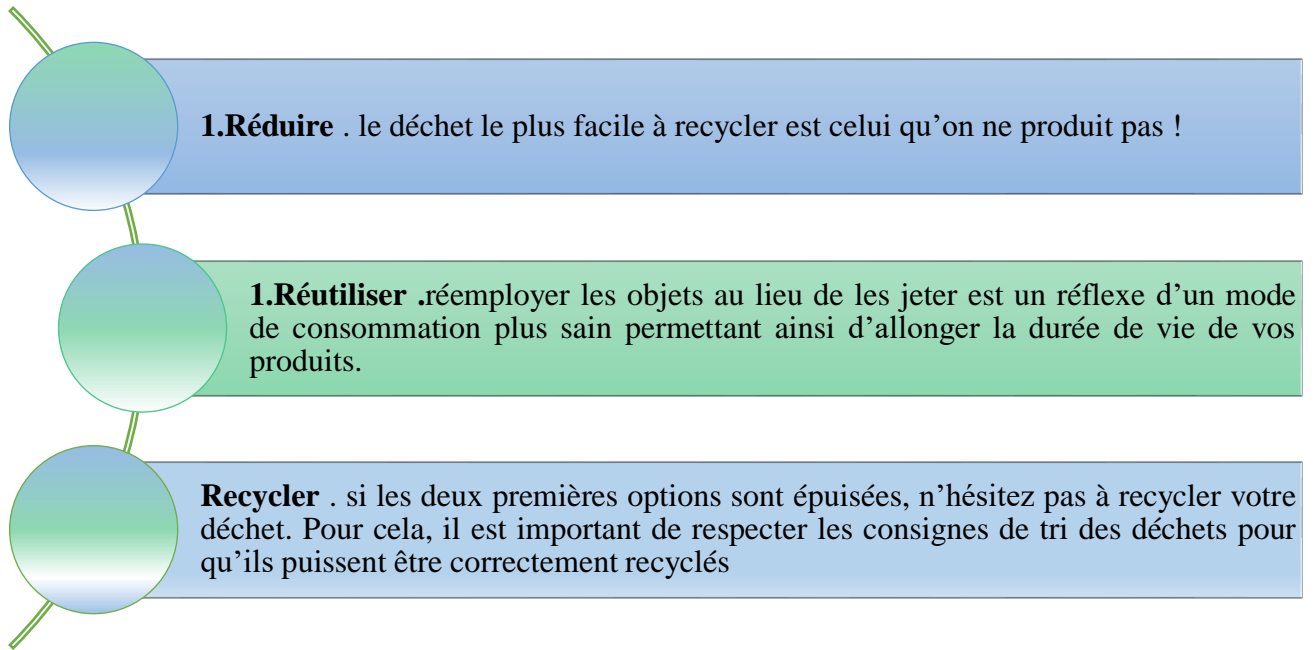 1.Réduire . le déchet le plus facile à recycler est celui qu’on ne produit pas !
1.Réutiliser .réemployer les objets au lieu de les jeter est un réflexe d’un mode
de consommation plus sain permettant ainsi d’allonger la durée de vie de vos
produits.
Recycler . si les deux premières options sont épuisées, n’hésitez pas à recycler votre
déchet. Pour cela, il est important de respecter les consignes de tri des déchets pour
qu’ils puissent être correctement recyclés